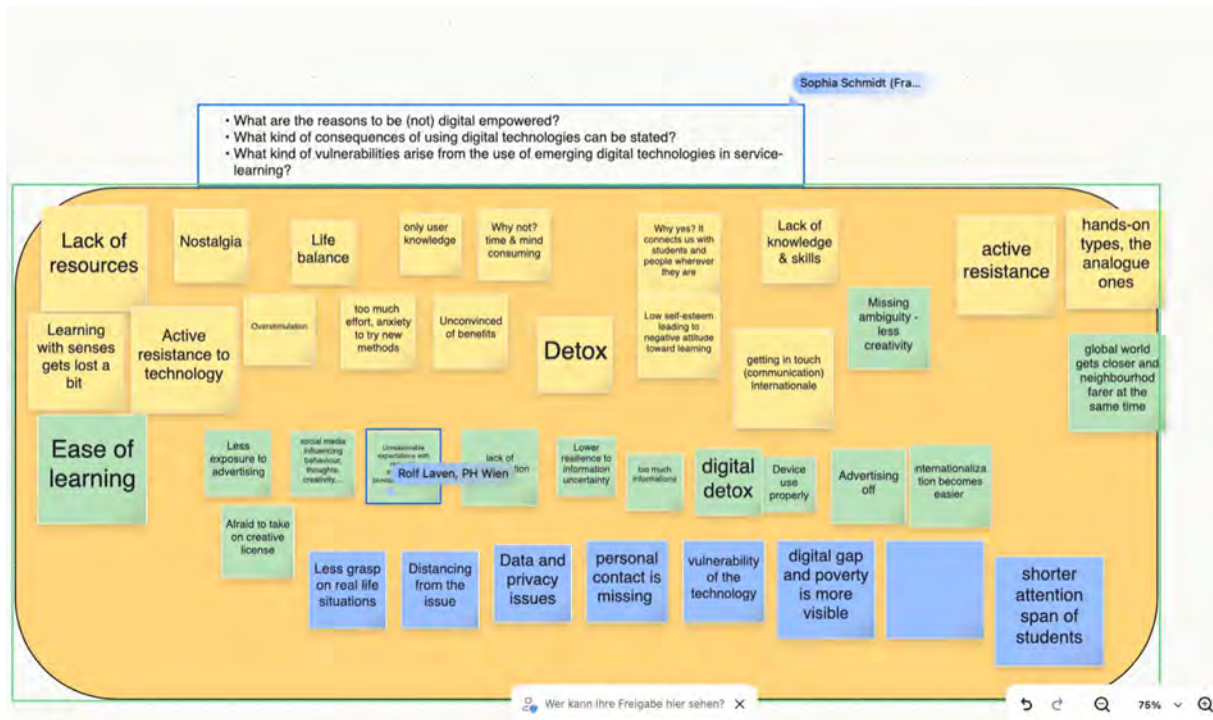 Sophia Schmidt (Fra...
• What are the reasons to be (not) digital empowered?
• What kind of consequences of using digital technologies can be stated?
• What kind of vulnerabilities arise from the use of emerging digital technologies in service-
learning?
Lack of
resources
Nostalgia
Life
balance
only user
knowledge
Why not?
time & mind
consuming
Why yes? It
connects us with
students and
people wherever
they are
Lack of
knowledge
& skills
active
resistance
hands-on
types, the
analogue
ones
Learning
with senses
gets lost a
bit
Active
resistance to
technology
Overstimulation
too much
effort, anxiety
to try new
methods
Unconvinced
of benefits
Detox
Low self-esteem
leading to
negative attitude
toward learning
getting in touch
(communication)
Internationale
Missing
ambiguity -
less
creativity
global world
gets closer and
neighbourhod
farer at the
same time
Ease of
learning
Less
exposure to
advertising
social media
influencing
behaviour,
thoughts,
creativity...
Unreasonable
expectations with
Rolf Laven, PH Wien
lack of
Lower
resilience to
information
uncertainty
too much
informations
digital
detox
Device
use
properly
Advertising
off
internationaliza
tion becomes
easier
Afraid to take
on creative
license
Less grasp
on real life
situations
Distancing
from the
issue
Data and
privacy
issues
personal
contact is
missing
vulnerability
of the
technology
digital gap
and poverty
is more
visible
shorter
attention
span of
students
Wer kann Ihre Freigabe hier sehen?
75%